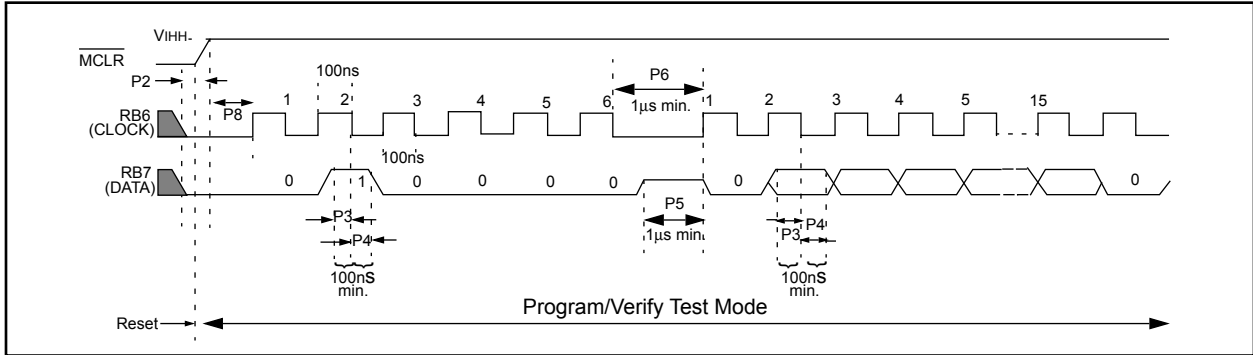 VIHH
MCLR
P2
100ns
P6
P8
1 2 3 4 5 6 1 2 3 4 5 15
1µs min.
RB6
(CLOCK)
100ns
RB7
(DATA)
0 1 0 0 0 0 0 0
P5
P3
P4
P4
P3
1µs min.
100ns
min.
100ns
min.
Program/Verify Test Mode
Reset